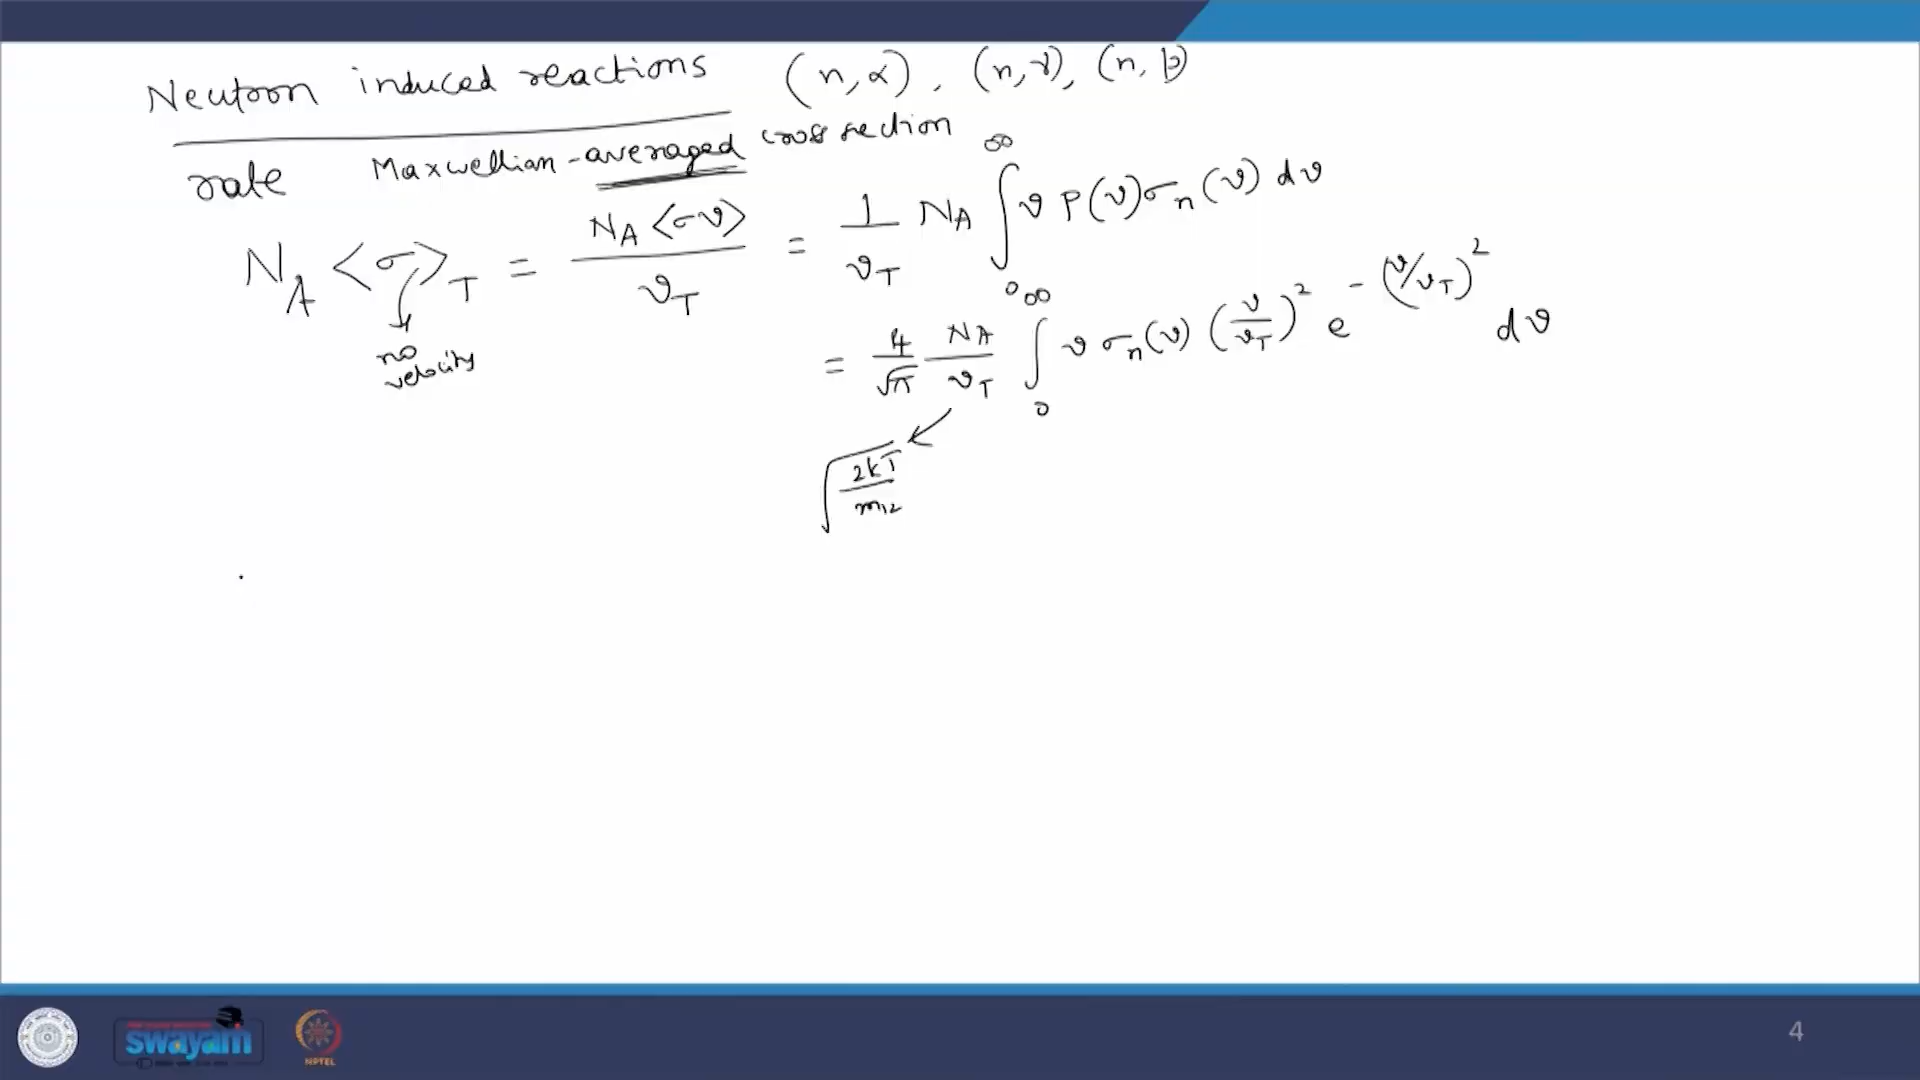 Neutron induced reactions (n,α), (n,γ), (n,p)
rate Maxwellian-averaged cross section
N_A <σ>_T = N_A <σv> / v_T = 1/v_T N_A ∫_0^∞ v P(v) σ_n(v) dv
no velocity
= 4/√π N_A/v_T ∫_0^∞ v σ_n(v) (v/v_T)^2 e^-(v/v_T)^2 dv
√(2kT/m_12)
swayam
NPTEL
4